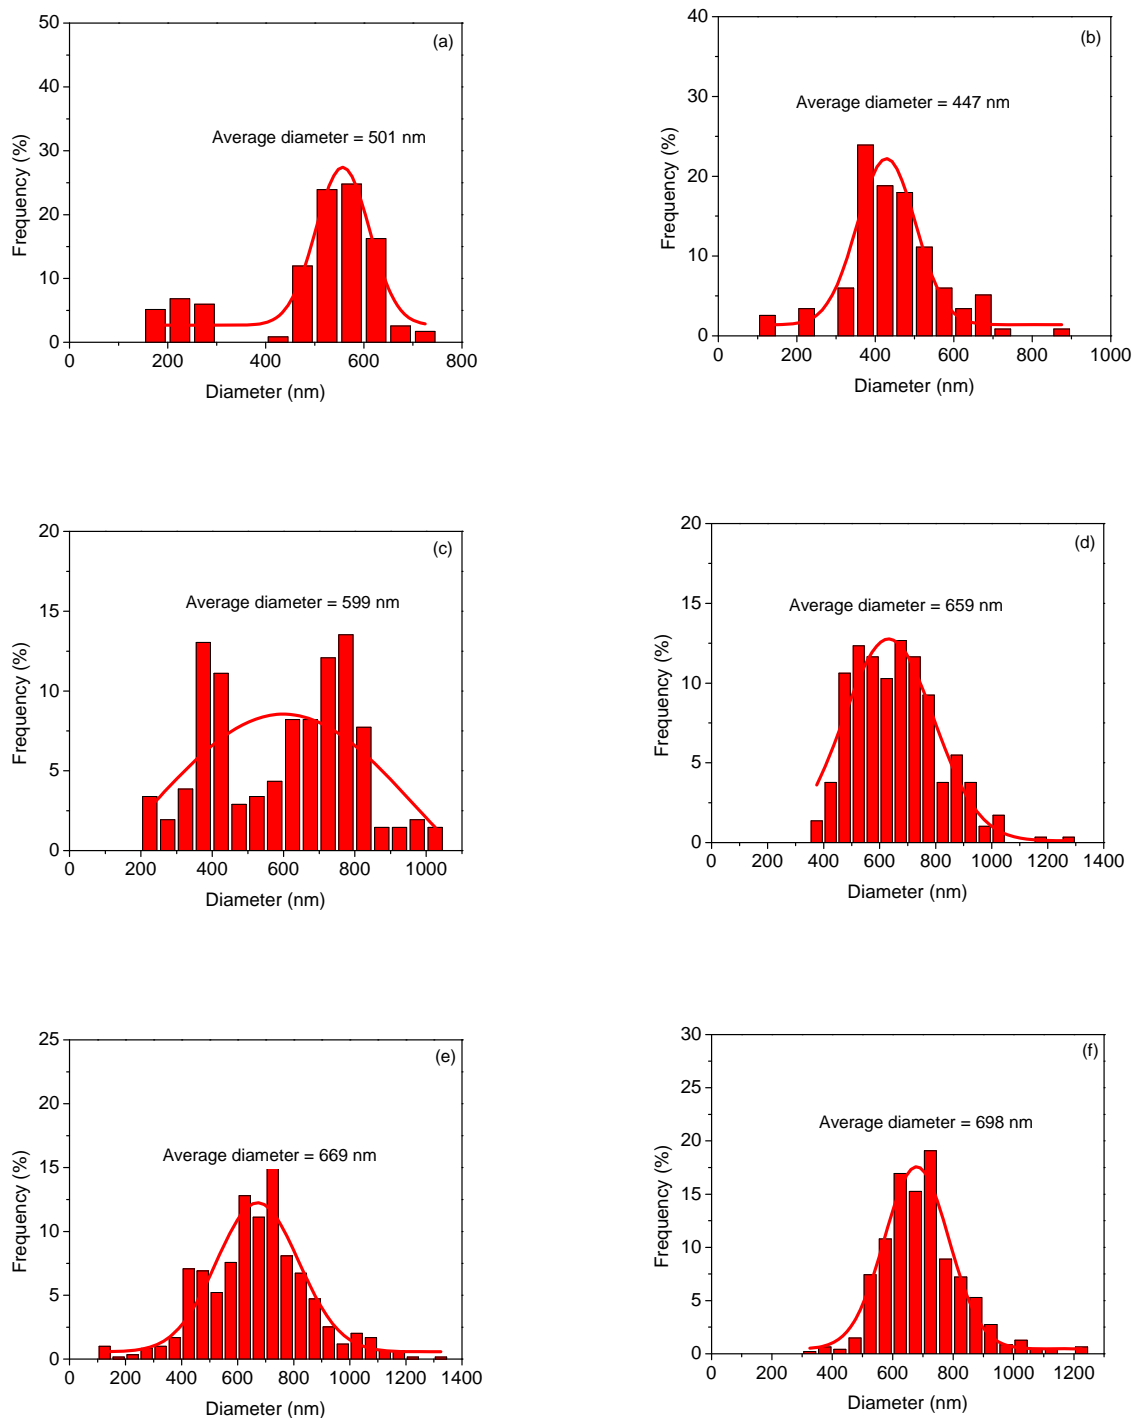 (a)
Average diameter = 501 nm
Frequency (%)
50
40
30
20
10
0
0 200 400 600 800
Diameter (nm)
(b)
Average diameter = 447 nm
Frequency (%)
40
30
20
10
0
0 200 400 600 800 1000
Diameter (nm)
(c)
Average diameter = 599 nm
Frequency (%)
20
15
10
5
0
0 200 400 600 800 1000
Diameter (nm)
(d)
Average diameter = 659 nm
Frequency (%)
20
15
10
5
0
0 200 400 600 800 1000 1200 1400
Diameter (nm)
(e)
Average diameter = 669 nm
Frequency (%)
25
20
15
10
5
0
0 200 400 600 800 1000 1200 1400
Diameter (nm)
(f)
Average diameter = 698 nm
Frequency (%)
30
25
20
15
10
5
0
0 200 400 600 800 1000 1200
Diameter (nm)